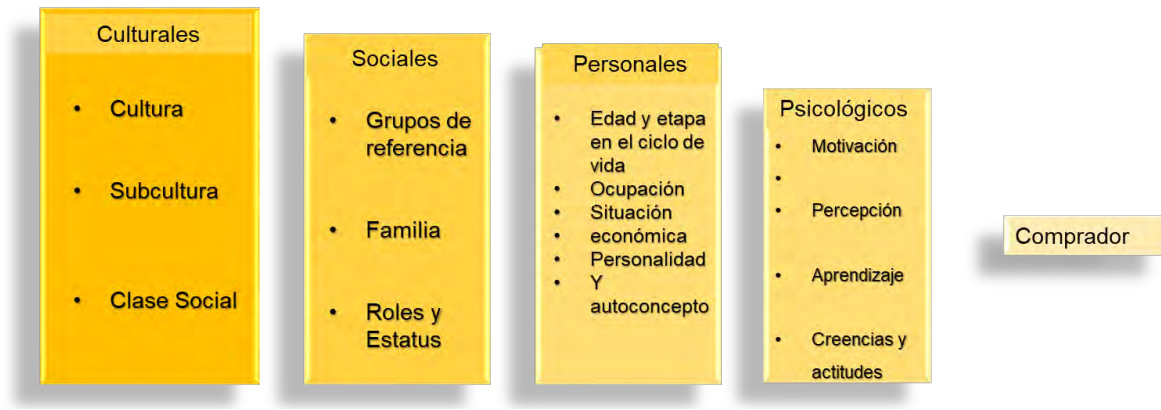 Culturales
• Cultura
• Subcultura
• Clase Social
Sociales
• Grupos de
referencia
• Familia
• Roles y
Estatus
Personales
• Edad y etapa
en el ciclo de
vida
• Ocupación
• Situación
• económica
• Personalidad
• Y
autoconcepto
Psicológicos
• Motivación
•
• Percepción
• Aprendizaje
• Creencias y
actitudes
Comprador